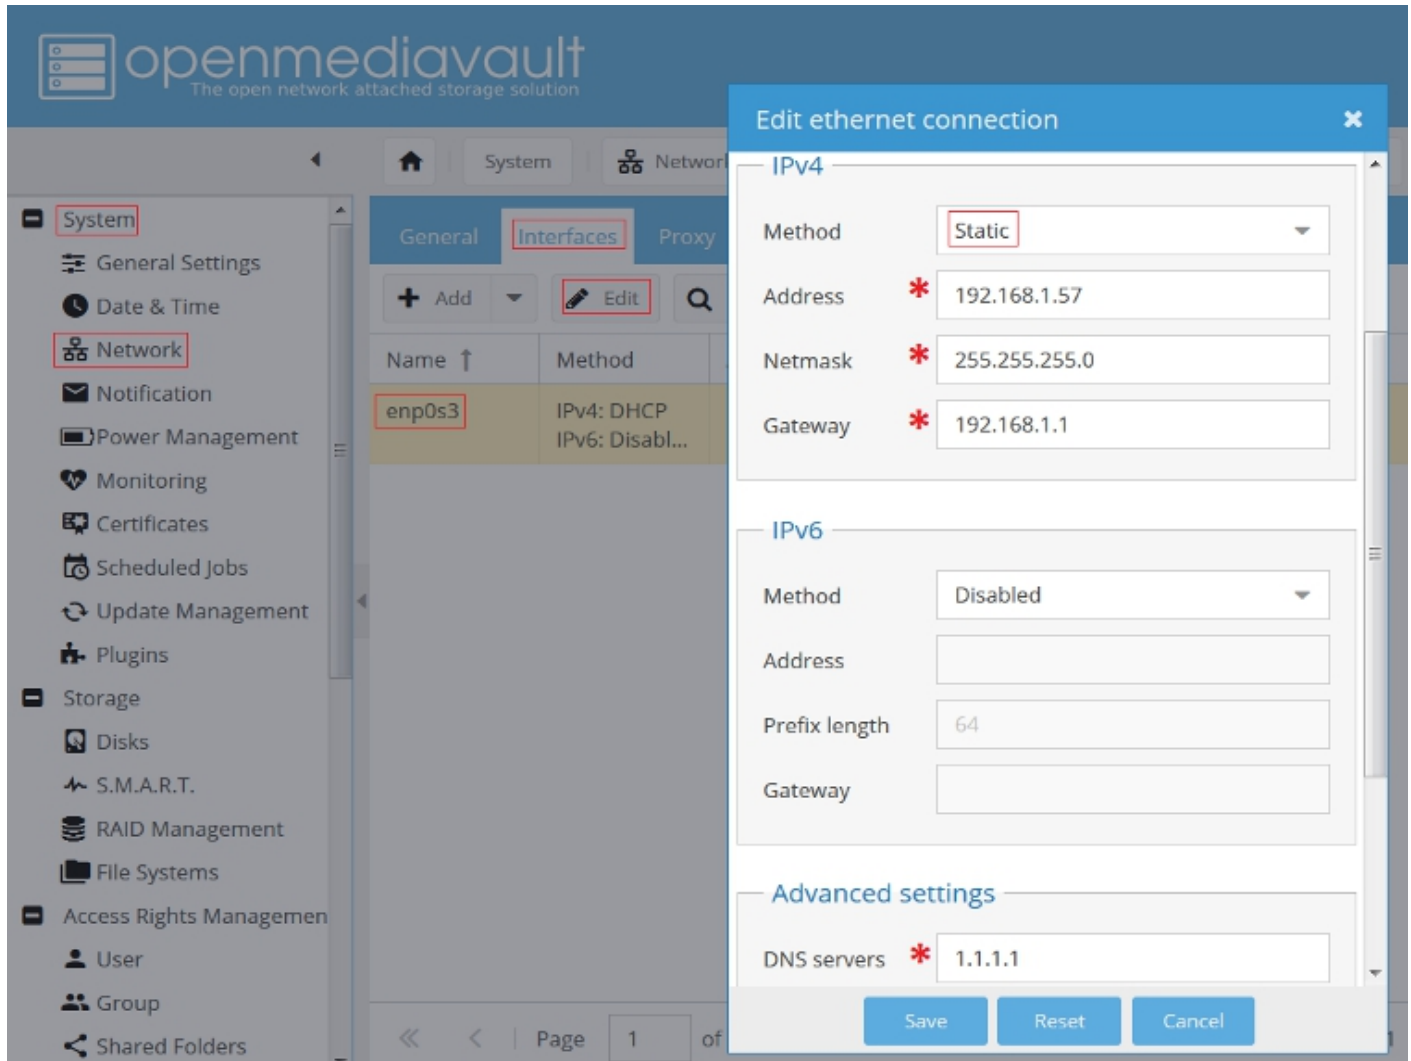 openmediavault
The open network attached storage solution
System
Network
System
General Settings
Date & Time
Network
Notification
Power Management
Monitoring
Certificates
Scheduled Jobs
Update Management
Plugins
Storage
Disks
S.M.A.R.T.
RAID Management
File Systems
Access Rights Managemen
User
Group
Shared Folders
General Interfaces Proxy
Add Edit
Name Method
enp0s3 IPv4: DHCP
IPv6: Disabl...
Page 1 of
1
Edit ethernet connection
IPv4
Method Static
Address * 192.168.1.57
Netmask * 255.255.255.0
Gateway * 192.168.1.1
IPv6
Method Disabled
Address
Prefix length 64
Gateway
Advanced settings
DNS servers * 1.1.1.1
Save Reset Cancel